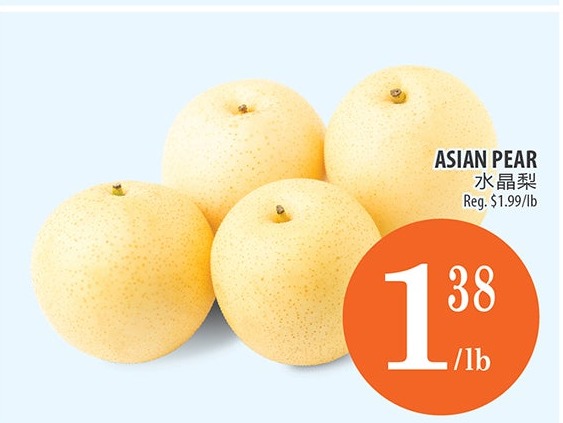 ASIAN PEAR
水晶梨
Reg. $1.99/lb
1 38
/lb